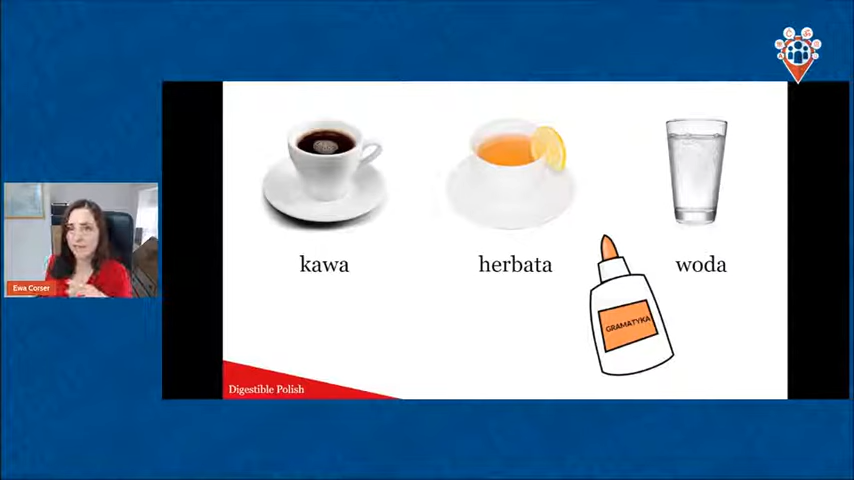 kawa
herbata
woda
GRAMATYKA
Ewa Corser
Digestible Polish